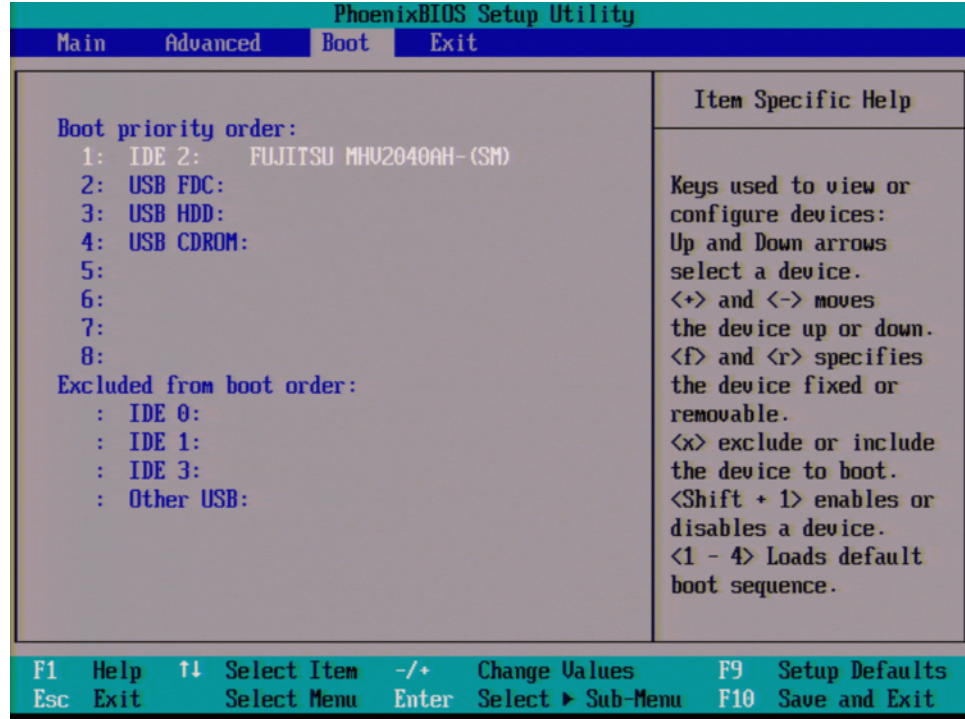 PhoenixBIOS Setup Utility
Main Advanced Boot Exit
Boot priority order:
1: IDE 2: FUJITSU MHV2040AH-(SM)
2: USB FDC:
3: USB HDD:
4: USB CDROM:
5:
6:
7:
8:
Excluded from boot order:
: IDE 0:
: IDE 1:
: IDE 3:
: Other USB:
Item Specific Help
Keys used to view or
configure devices:
Up and Down arrows
select a device.
<+> and <-> moves
the device up or down.
<f> and <r> specifies
the device fixed or
removable.
<x> exclude or include
the device to boot.
<Shift + 1> enables or
disables a device.
<1 - 4> Loads default
boot sequence.
F1 Help ↑↓ Select Item -/+ Change Values F9 Setup Defaults
Esc Exit Select Menu Enter Select ▶ Sub-Menu F10 Save and Exit